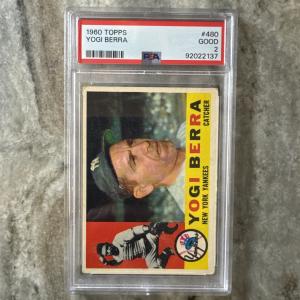 1960 TOPPS
YOGI BERRA
#480
GOOD
2
PSA
92022137
YOGI BERRA
NEW YORK YANKEES CATCHER